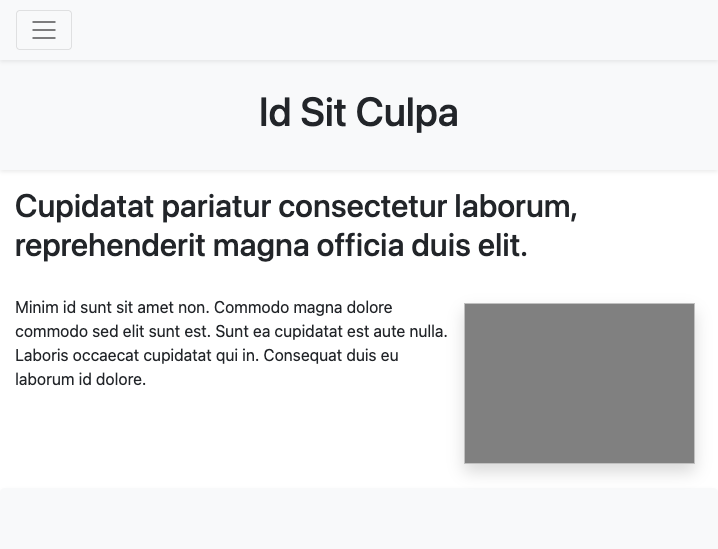 Id Sit Culpa
Cupidatat pariatur consectetur laborum,
reprehenderit magna officia duis elit.
Minim id sunt sit amet non. Commodo magna dolore
commodo sed elit sunt est. Sunt ea cupidatat est aute nulla.
Laboris occaecat cupidatat qui in. Consequat duis eu
laborum id dolore.